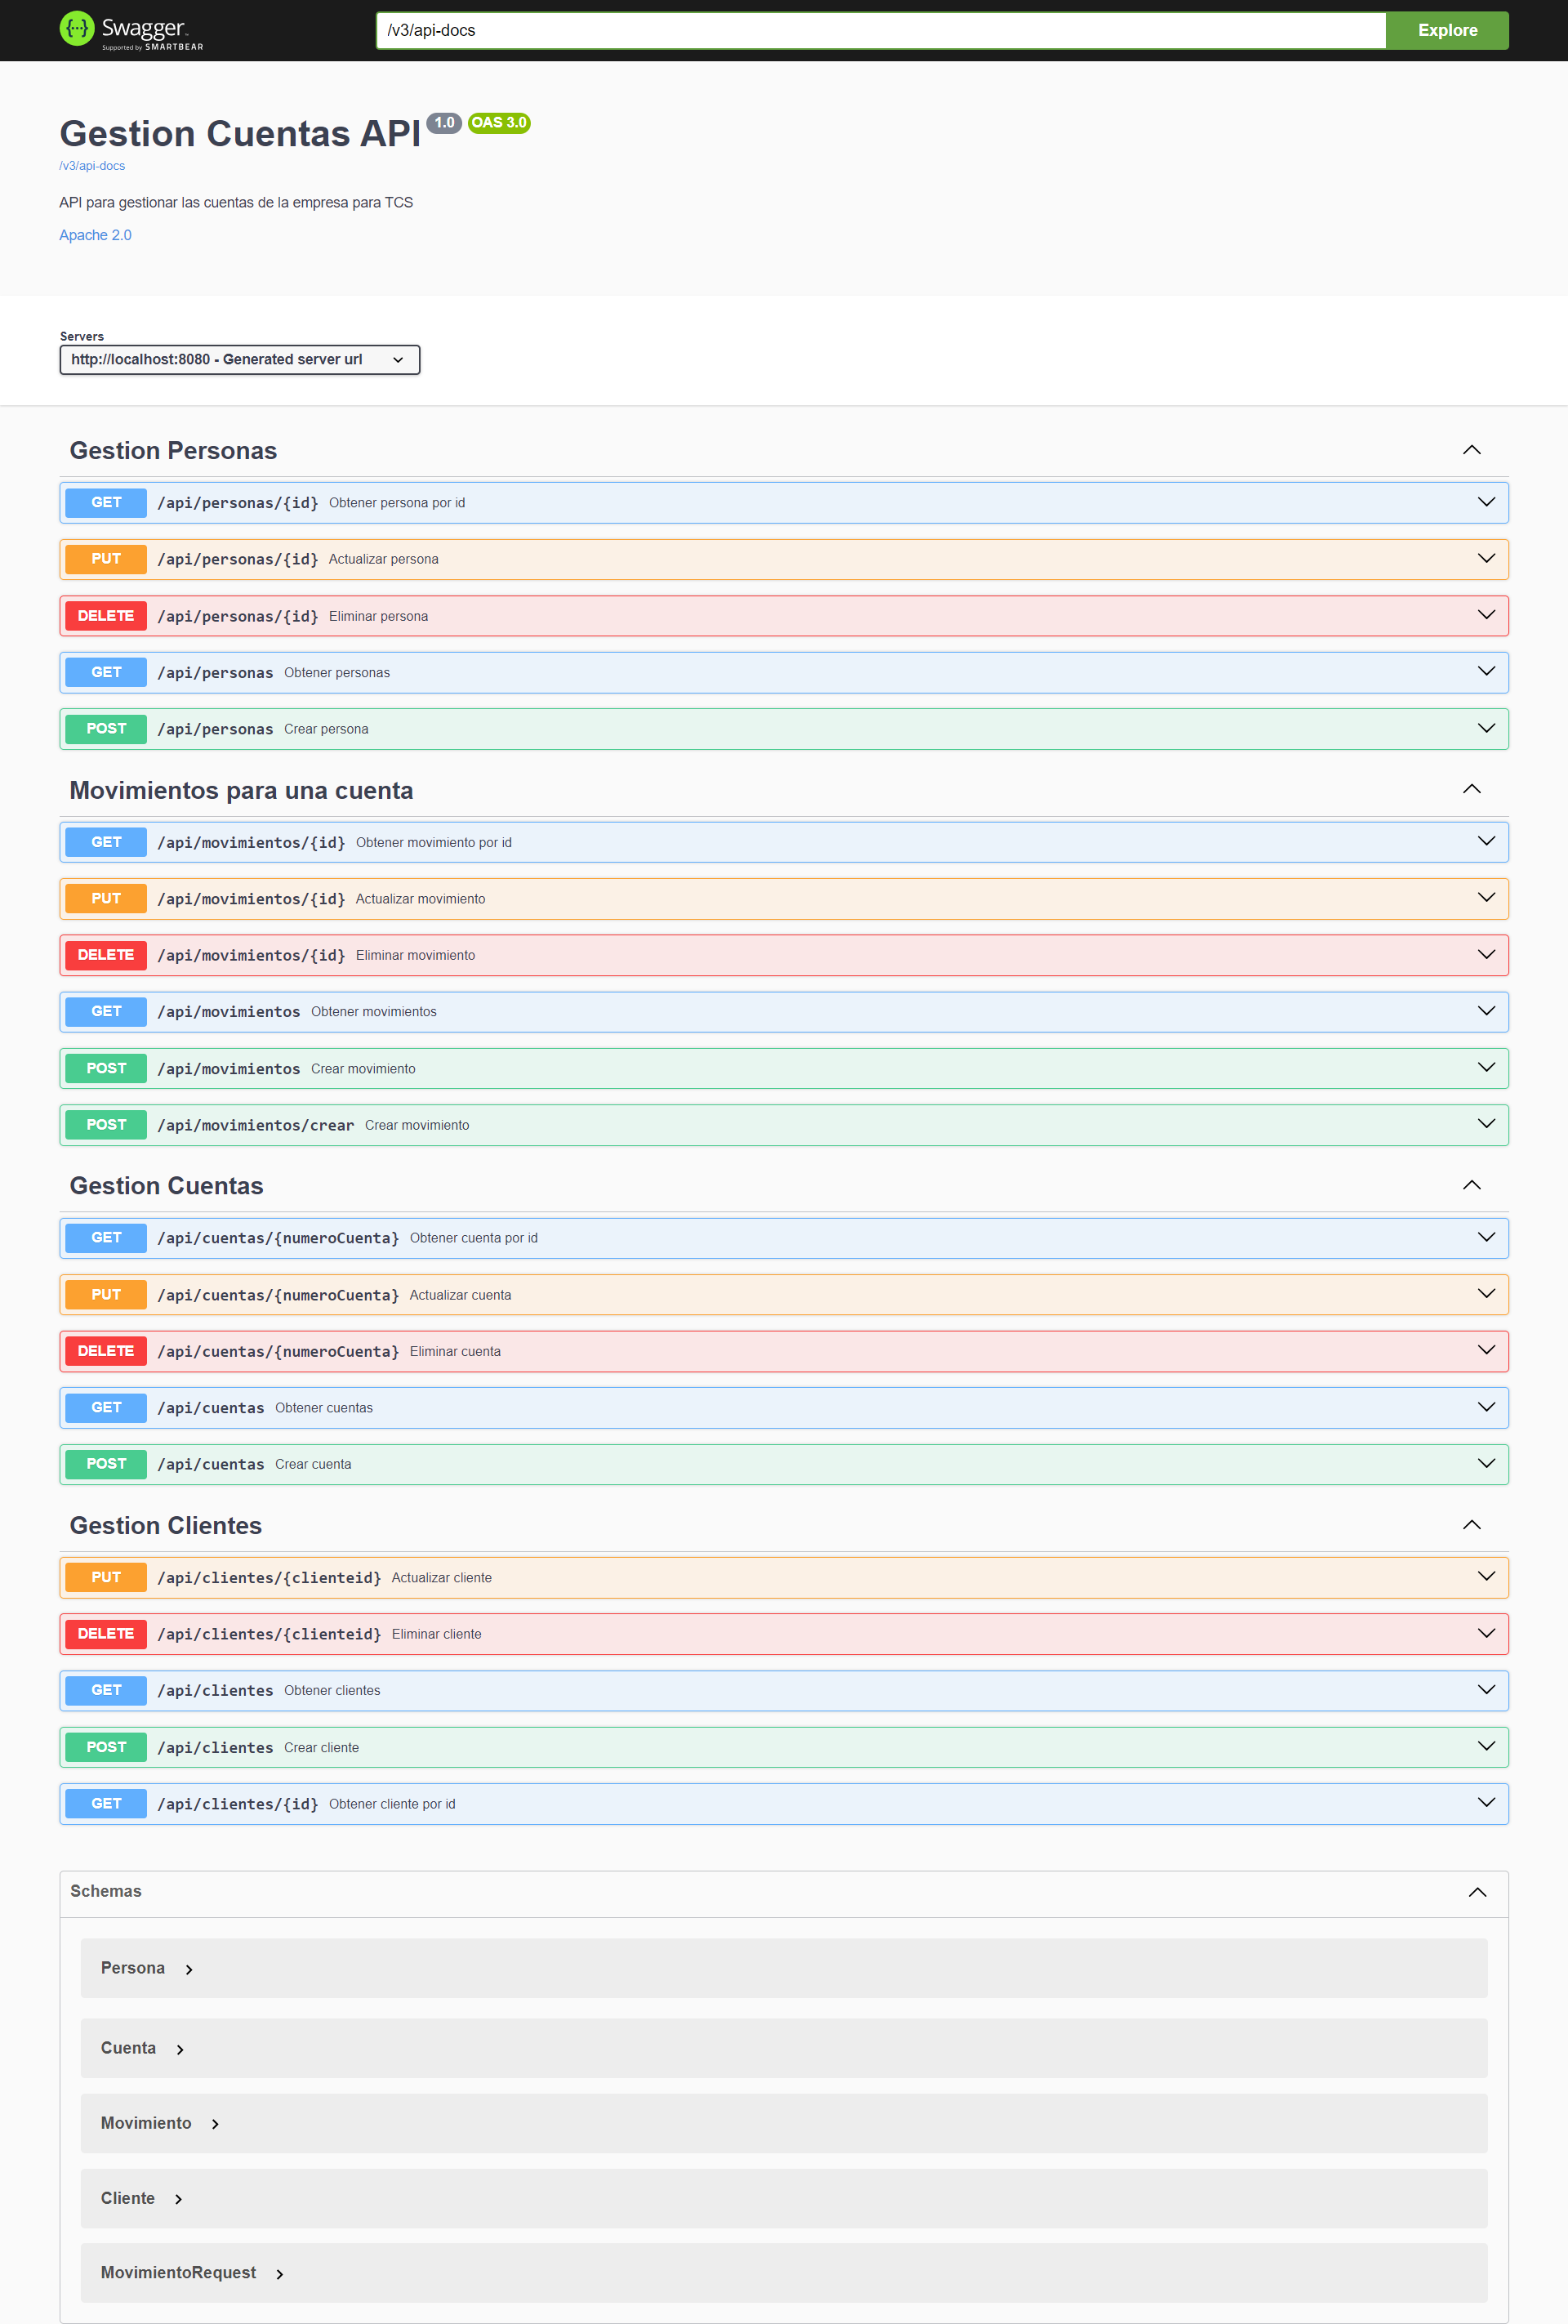 Swagger
Supported by SMARTBEAR
/v3/api-docs
Explore
Gestion Cuentas API 1.0 OAS 3.0
/v3/api-docs
API para gestionar las cuentas de la empresa para TCS
Apache 2.0
Servers
http://localhost:8080 - Generated server url
Gestion Personas
GET /api/personas/{id} Obtener persona por id
PUT /api/personas/{id} Actualizar persona
DELETE /api/personas/{id} Eliminar persona
GET /api/personas Obtener personas
POST /api/personas Crear persona
Movimientos para una cuenta
GET /api/movimientos/{id} Obtener movimiento por id
PUT /api/movimientos/{id} Actualizar movimiento
DELETE /api/movimientos/{id} Eliminar movimiento
GET /api/movimientos Obtener movimientos
POST /api/movimientos Crear movimiento
POST /api/movimientos/crear Crear movimiento
Gestion Cuentas
GET /api/cuentas/{numeroCuenta} Obtener cuenta por id
PUT /api/cuentas/{numeroCuenta} Actualizar cuenta
DELETE /api/cuentas/{numeroCuenta} Eliminar cuenta
GET /api/cuentas Obtener cuentas
POST /api/cuentas Crear cuenta
Gestion Clientes
PUT /api/clientes/{clienteid} Actualizar cliente
DELETE /api/clientes/{clienteid} Eliminar cliente
GET /api/clientes Obtener clientes
POST /api/clientes Crear cliente
GET /api/clientes/{id} Obtener cliente por id
Schemas
Persona
Cuenta
Movimiento
Cliente
MovimientoRequest